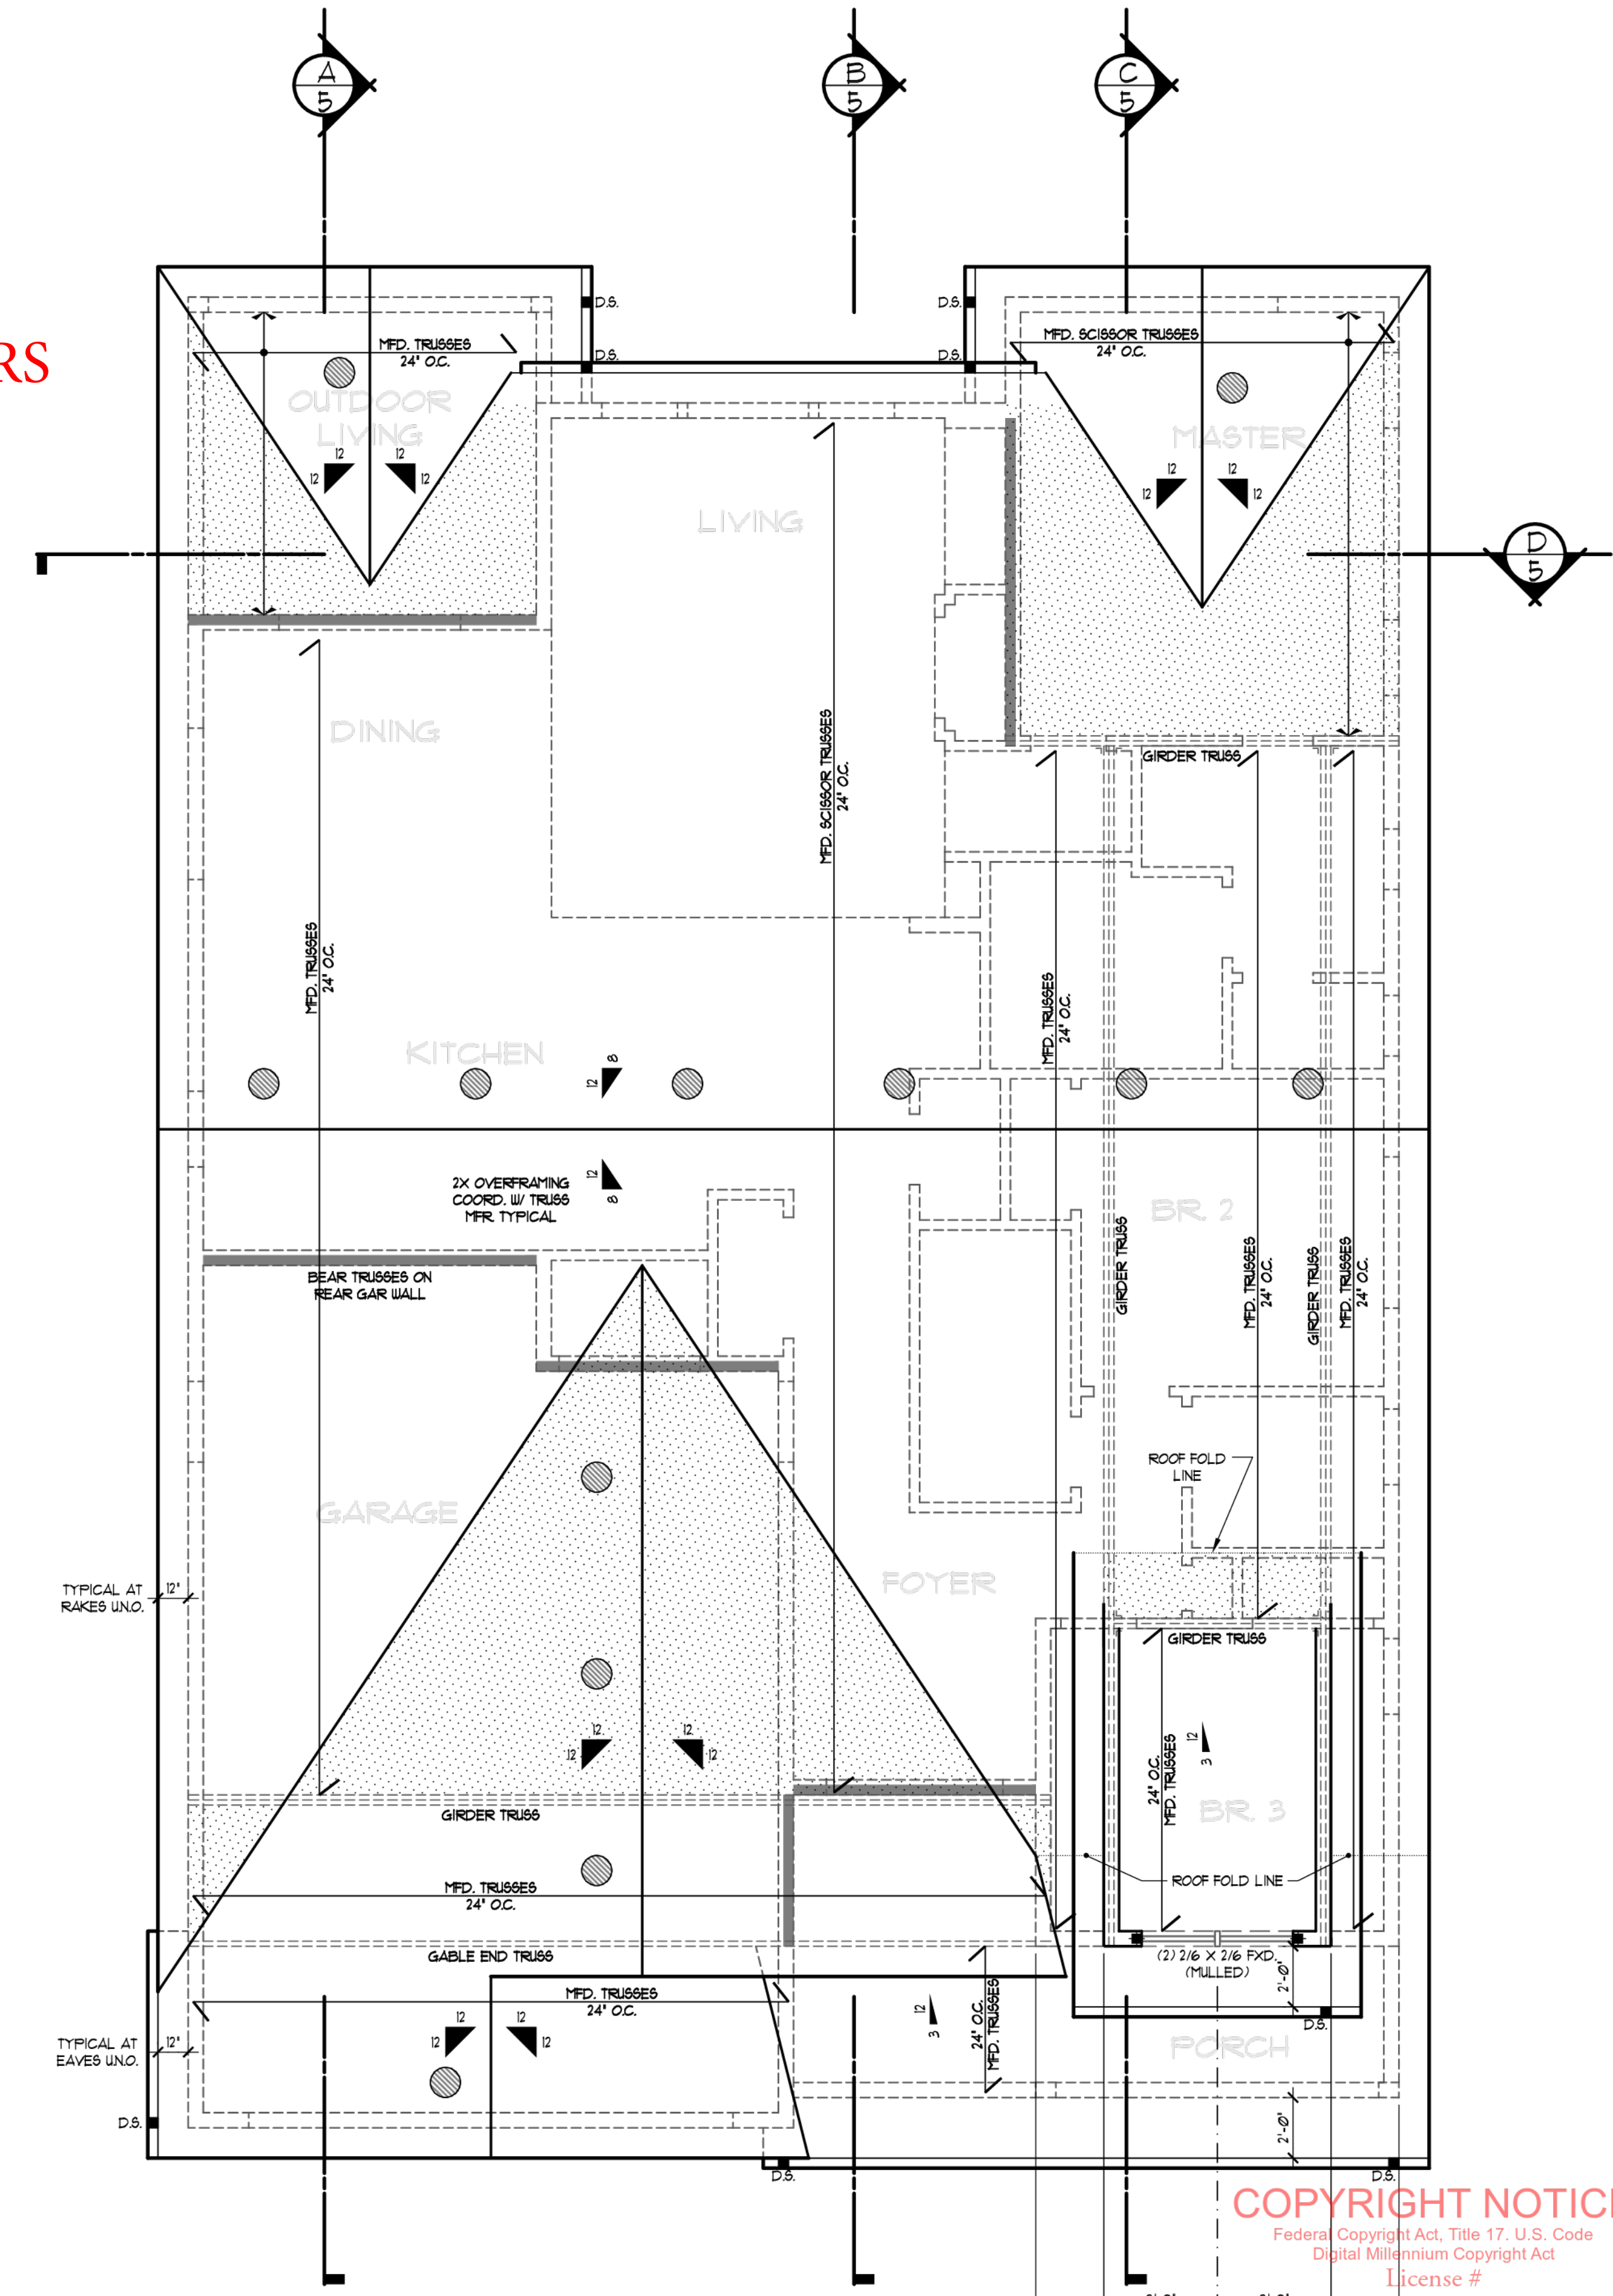 A
5
B
5
C
5
RS
D.S.
D.S.
D.S.
D.S.
MFD. TRUSSES
24" O.C.
MFD. SCISSOR TRUSSES
24" O.C.
OUTDOOR
LIVING
MASTER
12
12
12
12
12
12
12
12
LIVING
D
5
DINING
GIRDER TRUSS
MFD. SCISSOR TRUSSES
24" O.C.
MFD. TRUSSES
24" O.C.
MFD. TRUSSES
24" O.C.
KITCHEN
12
8
12
8
2X OVERFRAMING
COORD. W/ TRUSS
MFR. TYPICAL
BR. 2
GIRDER TRUSS
MFD. TRUSSES
24" O.C.
GIRDER TRUSS
MFD. TRUSSES
24" O.C.
BEAR TRUSSES ON
REAR GAR WALL
ROOF FOLD
LINE
GARAGE
FOYER
TYPICAL AT
RAKES U.N.O.
12"
GIRDER TRUSS
12
12
12
12
12
3
24" O.C.
MFD. TRUSSES
BR. 3
GIRDER TRUSS
ROOF FOLD LINE
MFD. TRUSSES
24" O.C.
GABLE END TRUSS
(2) 2/6 X 2/6 FXD.
(MULLED)
2'-0"
MFD. TRUSSES
24" O.C.
12
12
12
12
12
3
24" O.C.
MFD. TRUSSES
D.S.
PORCH
TYPICAL AT
EAVES U.N.O.
12"
D.S.
2'-0"
D.S.
D.S.
COPYRIGHT NOTIC
Federal Copyright Act, Title 17. U.S. Code
Digital Millennium Copyright Act
License #